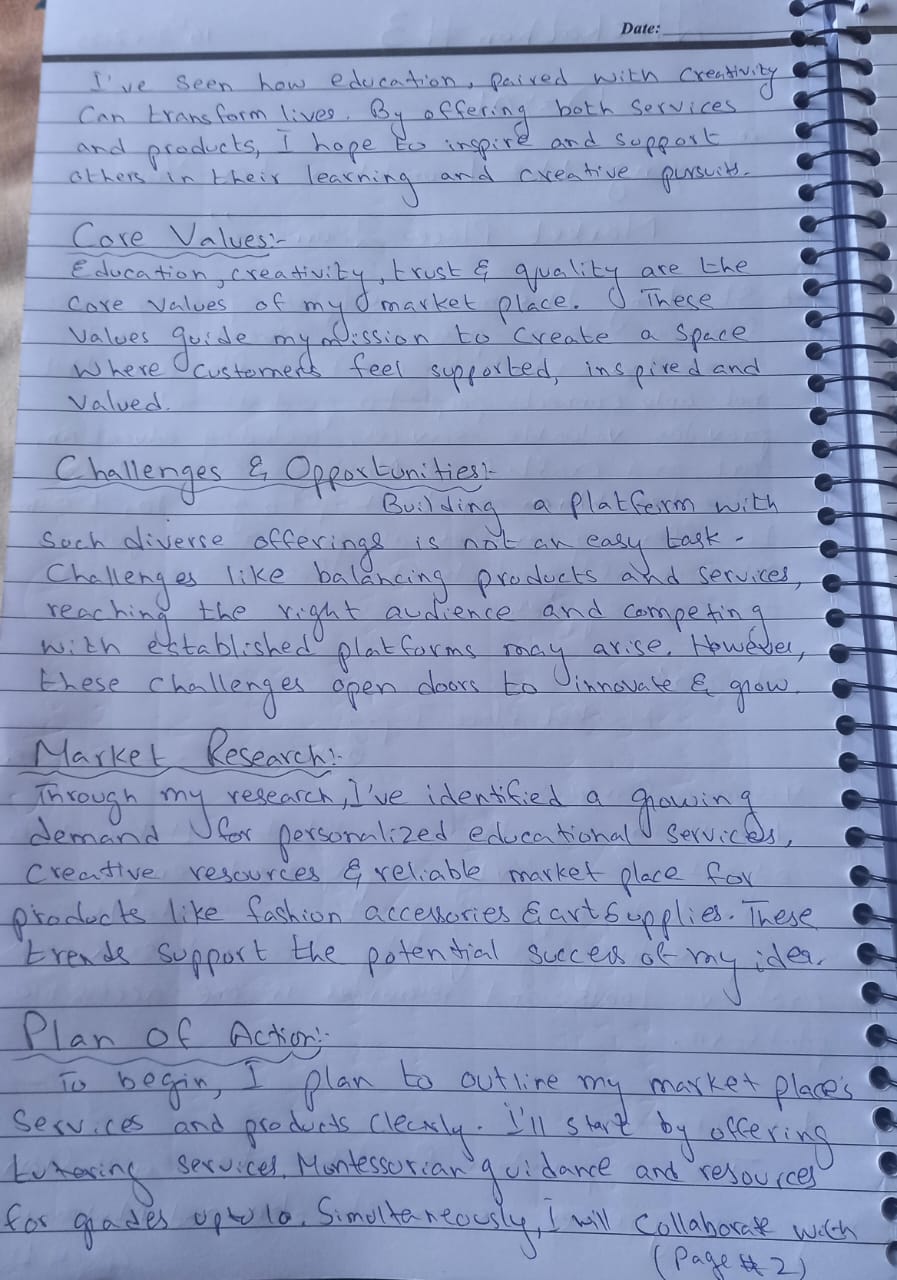 Date:
I've seen how education, paired with creativity
Can transform lives. By offering both services
and products, I hope to inspire and support
others in their learning and creative pursuits.
Core Values:-
Education, creativity, trust & quality are the
Core values of my market place. These
values guide my mission to create a space
where customers feel supported, inspired and
valued.
Challenges & Opportunities:-
Building a platform with
such diverse offerings is not an easy task.
Challenges like balancing products and services,
reaching the right audience and competing
with established platforms may arise. However,
these challenges open doors to innovate & grow.
Market Research:-
Through my research, I've identified a growing
demand for personalized educational services,
Creative resources & reliable market place for
products like fashion accessories & art Supplies. These
trends support the potential success of my idea.
Plan Of Action:-
To begin, I plan to outline my market place's
Services and products clearly. I'll start by offering
tutoring services, Montessorian guidance and resources
for grades upto 10. Simultaneously, I will collaborate with
(Page # 2)